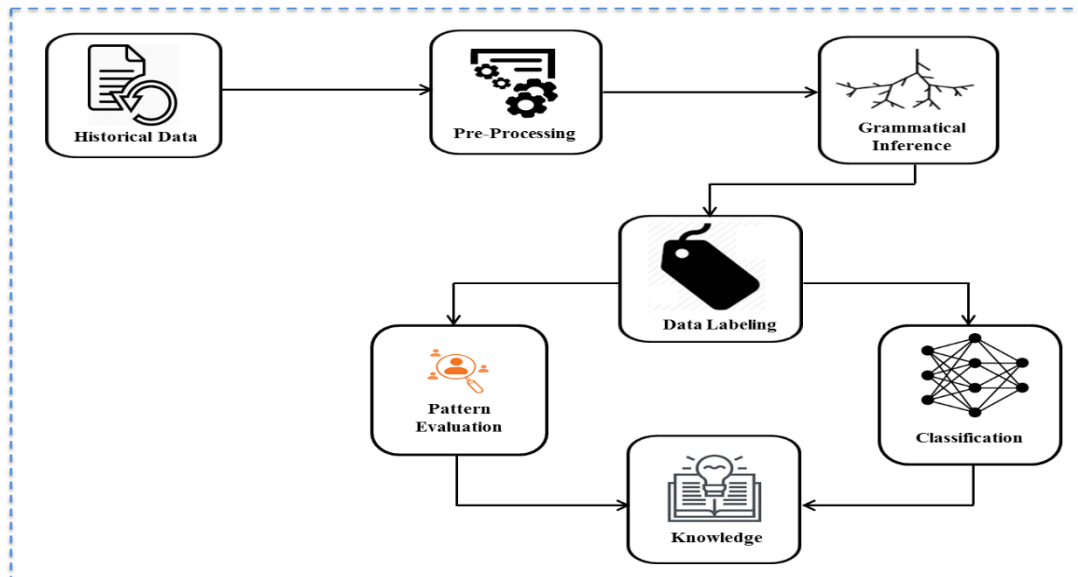 Historical Data
Pre-Processing
Grammatical
Inference
Data Labeling
Pattern
Evaluation
Classification
Knowledge